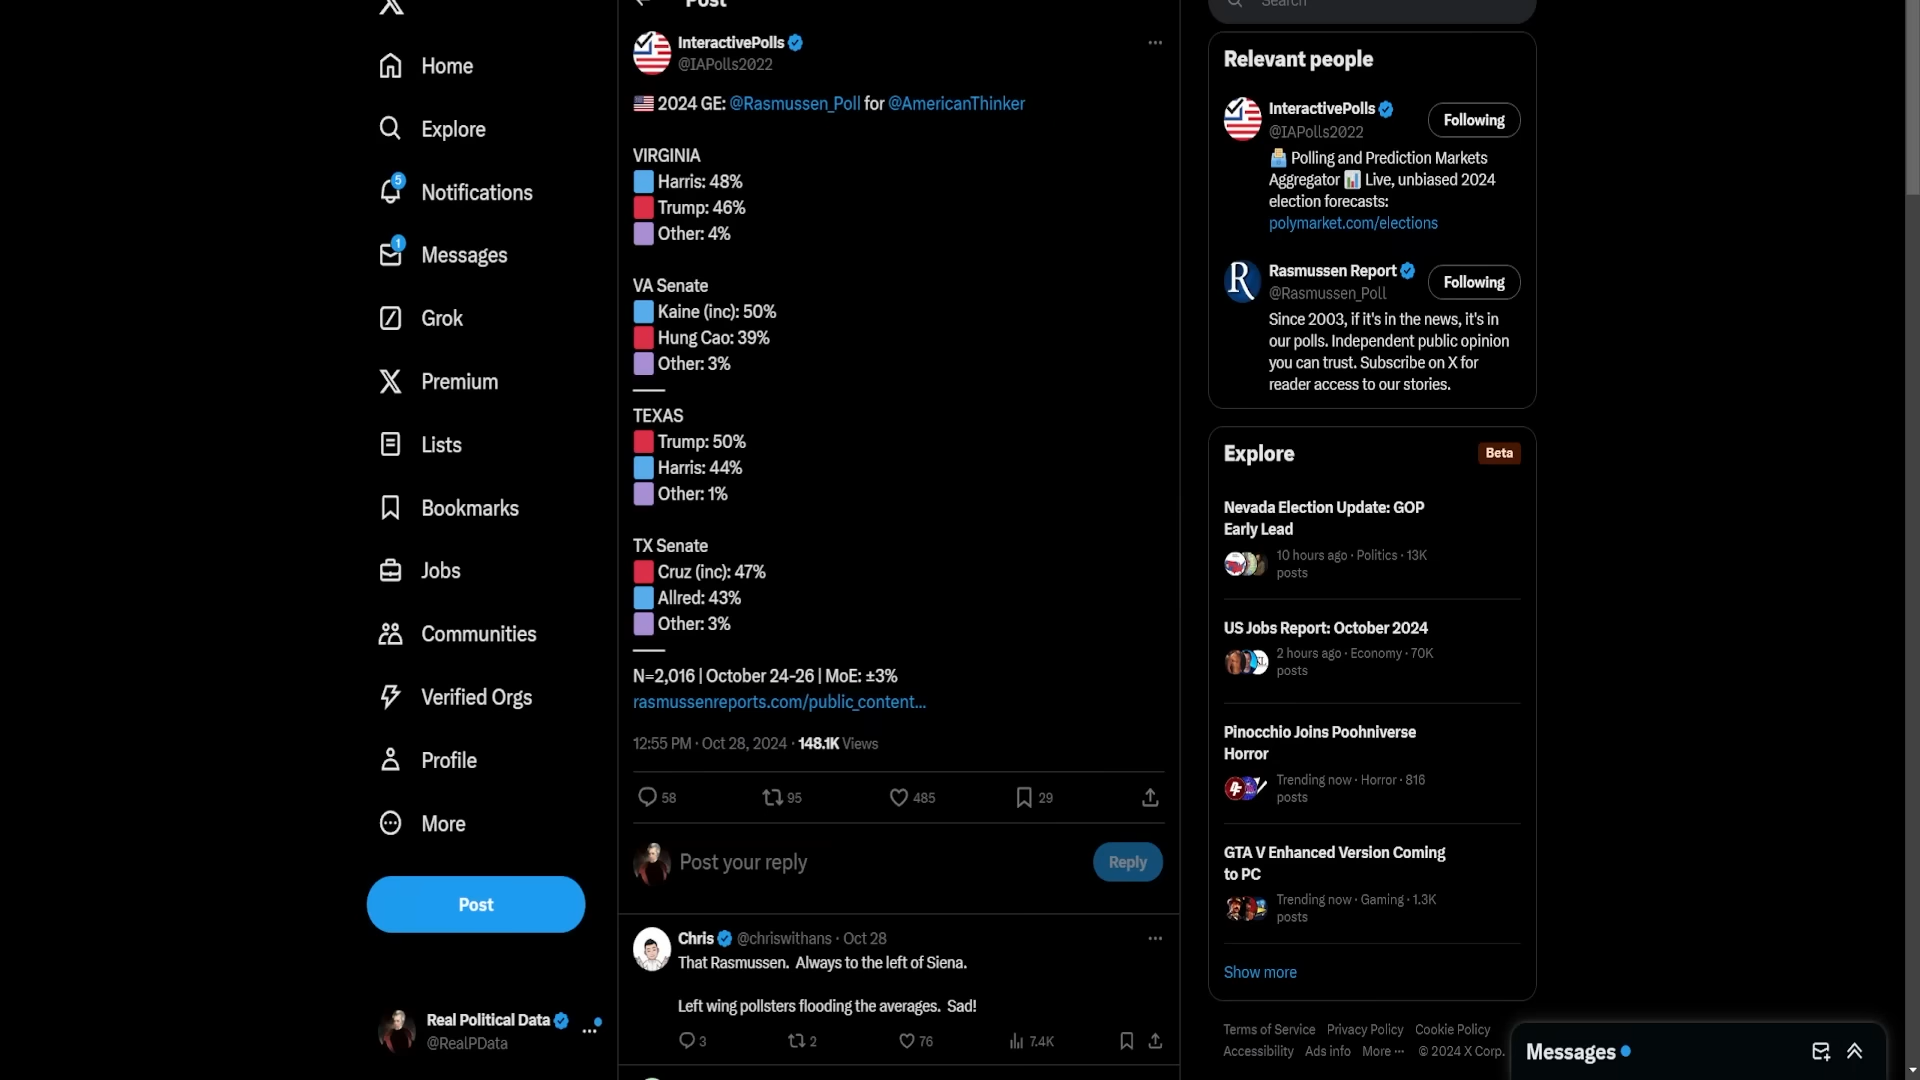 Post
Search
Home
Explore
5
Notifications
1
Messages
Grok
Premium
Lists
Bookmarks
Jobs
Communities
Verified Orgs
Profile
More
Post
Real Political Data
@RealPData
InteractivePolls
@IAPolls2022
2024 GE: @Rasmussen_Poll for @AmericanThinker
VIRGINIA
Harris: 48%
Trump: 46%
Other: 4%
VA Senate
Kaine (inc): 50%
Hung Cao: 39%
Other: 3%
TEXAS
Trump: 50%
Harris: 44%
Other: 1%
TX Senate
Cruz (inc): 47%
Allred: 43%
Other: 3%
N=2,016 | October 24-26 | MoE: ±3%
rasmussenreports.com/public_content...
12:55 PM · Oct 28, 2024 · 148.1K Views
58 95 485 29
Post your reply
Reply
Chris @chriswithans · Oct 28
That Rasmussen. Always to the left of Siena.
Left wing pollsters flooding the averages. Sad!
3 2 76 7.4K
Relevant people
InteractivePolls
@IAPolls2022
Following
Polling and Prediction Markets
Aggregator Live, unbiased 2024
election forecasts:
polymarket.com/elections
R
Rasmussen Report
@Rasmussen_Poll
Following
Since 2003, if it's in the news, it's in
our polls. Independent public opinion
you can trust. Subscribe on X for
reader access to our stories.
Explore
Beta
Nevada Election Update: GOP
Early Lead
10 hours ago · Politics · 13K
posts
US Jobs Report: October 2024
2 hours ago · Economy · 70K
posts
Pinocchio Joins Poohniverse
Horror
Trending now · Horror · 816
posts
GTA V Enhanced Version Coming
to PC
Trending now · Gaming · 1.3K
posts
Show more
Terms of Service Privacy Policy Cookie Policy
Accessibility Ads info More ··· © 2024 X Corp.
Messages